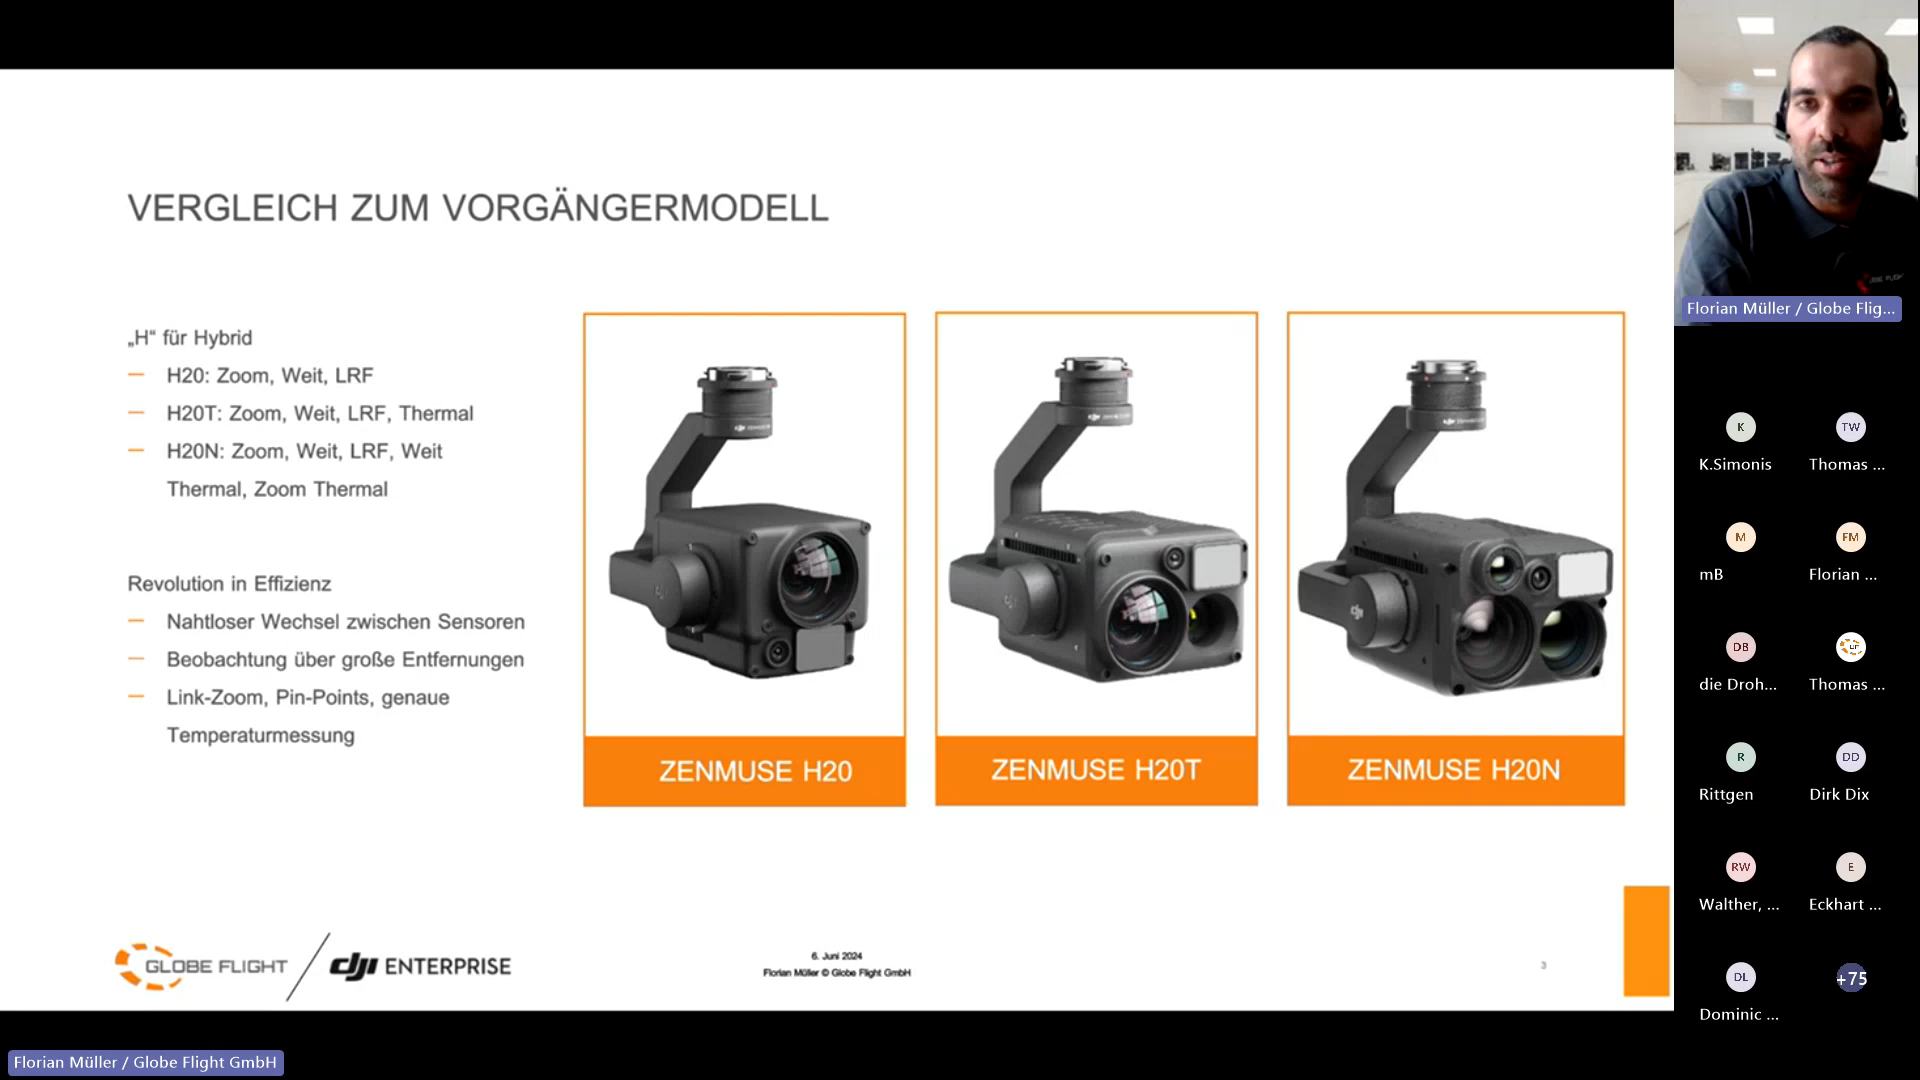 VERGLEICH ZUM VORGÄNGERMODELL
„H“ für Hybrid
— H20: Zoom, Weit, LRF
— H20T: Zoom, Weit, LRF, Thermal
— H20N: Zoom, Weit, LRF, Weit
Thermal, Zoom Thermal
Revolution in Effizienz
— Nahtloser Wechsel zwischen Sensoren
— Beobachtung über große Entfernungen
— Link-Zoom, Pin-Points, genaue
Temperaturmessung
ZENMUSE H20
ZENMUSE H20T
ZENMUSE H20N
GLOBE FLIGHT
dji ENTERPRISE
6. Juni 2024
Florian Müller © Globe Flight GmbH
3
Florian Müller / Globe Flight GmbH
Florian Müller / Globe Flig...
K
K.Simonis
TW
Thomas ...
M
mB
FM
Florian ...
DB
die Droh...
Thomas ...
R
Rittgen
DD
Dirk Dix
RW
Walther, ...
E
Eckhart ...
DL
Dominic ...
+75